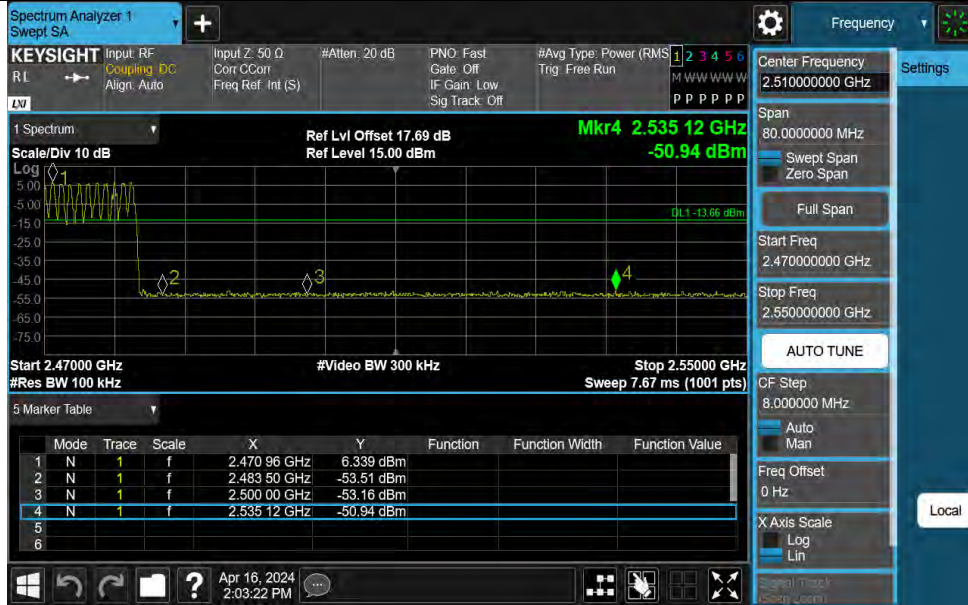 Spectrum Analyzer 1
Swept SA
Frequency
KEYSIGHT
RL
LXI
Input: RF
Coupling: DC
Align: Auto
Input Z: 50 Ω
Corr CCorr
Freq Ref: Int (S)
#Atten: 20 dB
PNO: Fast
Gate: Off
IF Gain: Low
Sig Track: Off
#Avg Type: Power (RMS
Trig: Free Run
1 2 3 4 5 6
M W W W W W
P P P P P P
1 Spectrum
Scale/Div 10 dB
Ref Lvl Offset 17.69 dB
Ref Level 15.00 dBm
Mkr4 2.535 12 GHz
-50.94 dBm
Log
5.00
-5.00
-15.0
-25.0
-35.0
-45.0
-55.0
-65.0
-75.0
1
2
3
4
DL1 -13.66 dBm
Start 2.47000 GHz
#Res BW 100 kHz
#Video BW 300 kHz
Stop 2.55000 GHz
Sweep 7.67 ms (1001 pts)
5 Marker Table
Mode Trace Scale X Y Function Function Width Function Value
1 N 1 f 2.470 96 GHz 6.339 dBm
2 N 1 f 2.483 50 GHz -53.51 dBm
3 N 1 f 2.500 00 GHz -53.16 dBm
4 N 1 f 2.535 12 GHz -50.94 dBm
5
6
?
Apr 16, 2024
2:03:22 PM
Center Frequency
2.510000000 GHz
Span
80.0000000 MHz
Swept Span
Zero Span
Full Span
Start Freq
2.470000000 GHz
Stop Freq
2.550000000 GHz
AUTO TUNE
CF Step
8.000000 MHz
Auto
Man
Freq Offset
0 Hz
X Axis Scale
Log
Lin
Signal Track
(Span Zoom)
Settings
Local